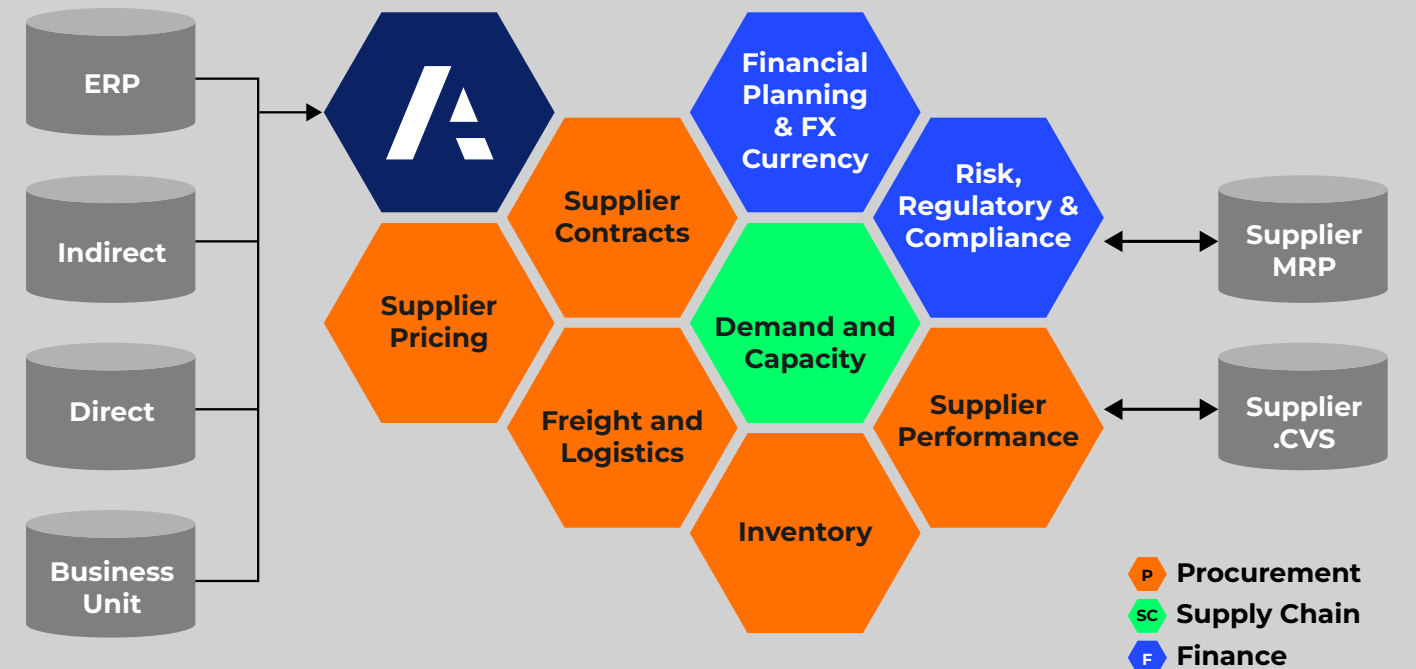 ERP
Indirect
Direct
Business
Unit
Supplier
Pricing
Supplier
Contracts
Freight and
Logistics
Financial
Planning
& FX
Currency
Demand and
Capacity
Inventory
Risk,
Regulatory &
Compliance
Supplier
Performance
Supplier
MRP
Supplier
.CVS
P Procurement
SC Supply Chain
F Finance